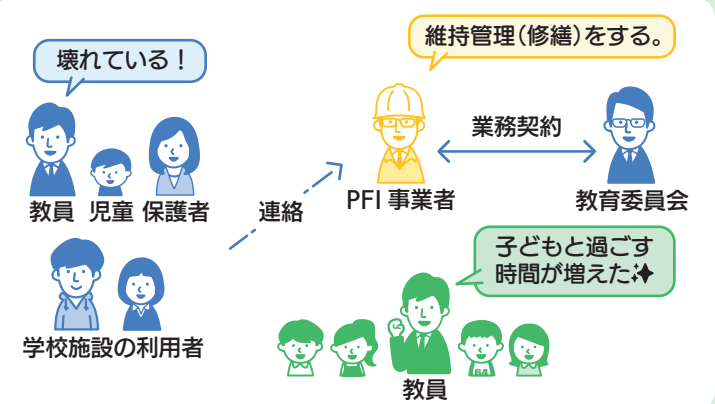 壊れている！
維持管理（修繕）をする。
業務契約
教員 児童 保護者
連絡
PFI 事業者
教育委員会
子どもと過ごす
時間が増えた
学校施設の利用者
64
教員